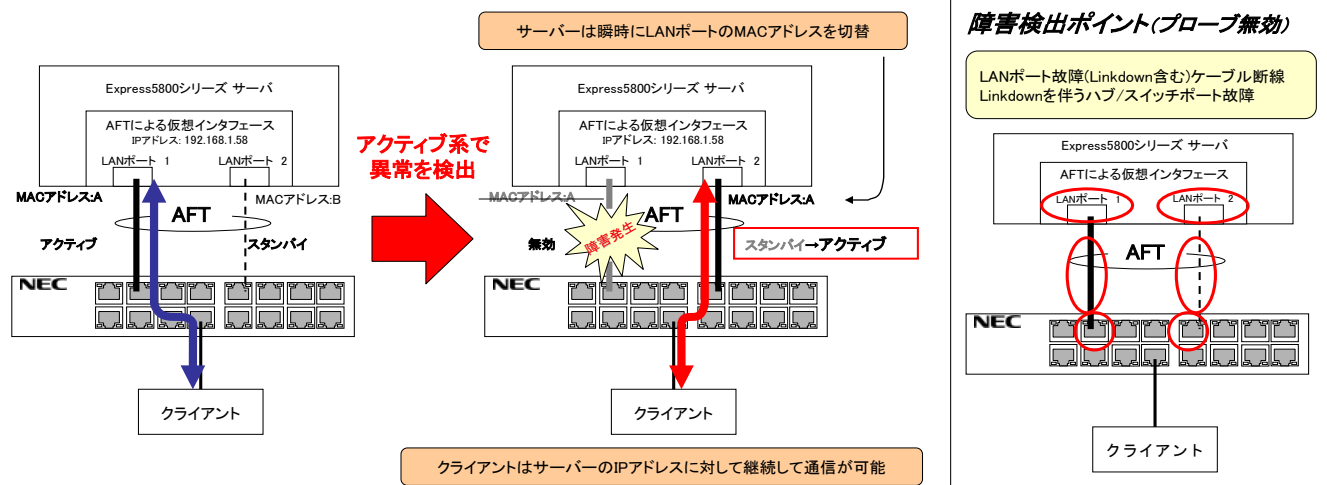 サーバーは瞬時にLANポートのMACアドレスを切替
Express5800シリーズ サーバ
AFTによる仮想インタフェース
IPアドレス: 192.168.1.58
LANポート 1
LANポート 2
MACアドレス:A
MACアドレス:B
AFT
アクティブ
スタンバイ
NEC
クライアント
アクティブ系で
異常を検出
Express5800シリーズ サーバ
AFTによる仮想インタフェース
IPアドレス: 192.168.1.58
LANポート 1
LANポート 2
MACアドレス:A
MACアドレス:A
AFT
障害発生
無効
スタンバイ→アクティブ
NEC
クライアント
クライアントはサーバーのIPアドレスに対して継続して通信が可能
障害検出ポイント(プローブ無効)
LANポート故障(Linkdown含む)ケーブル断線
Linkdownを伴うハブ/スイッチポート故障
Express5800シリーズ サーバ
AFTによる仮想インタフェース
LANポート 1
LANポート 2
AFT
NEC
クライアント